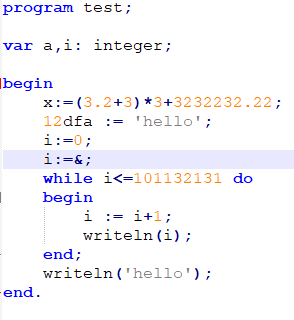 program test;
var a,i: integer;
begin
x:=(3.2+3)*3+3232232.22;
12dfa := 'hello';
i:=0;
i:=&;
while i<=101132131 do
begin
i := i+1;
writeln(i);
end;
writeln('hello');
end.